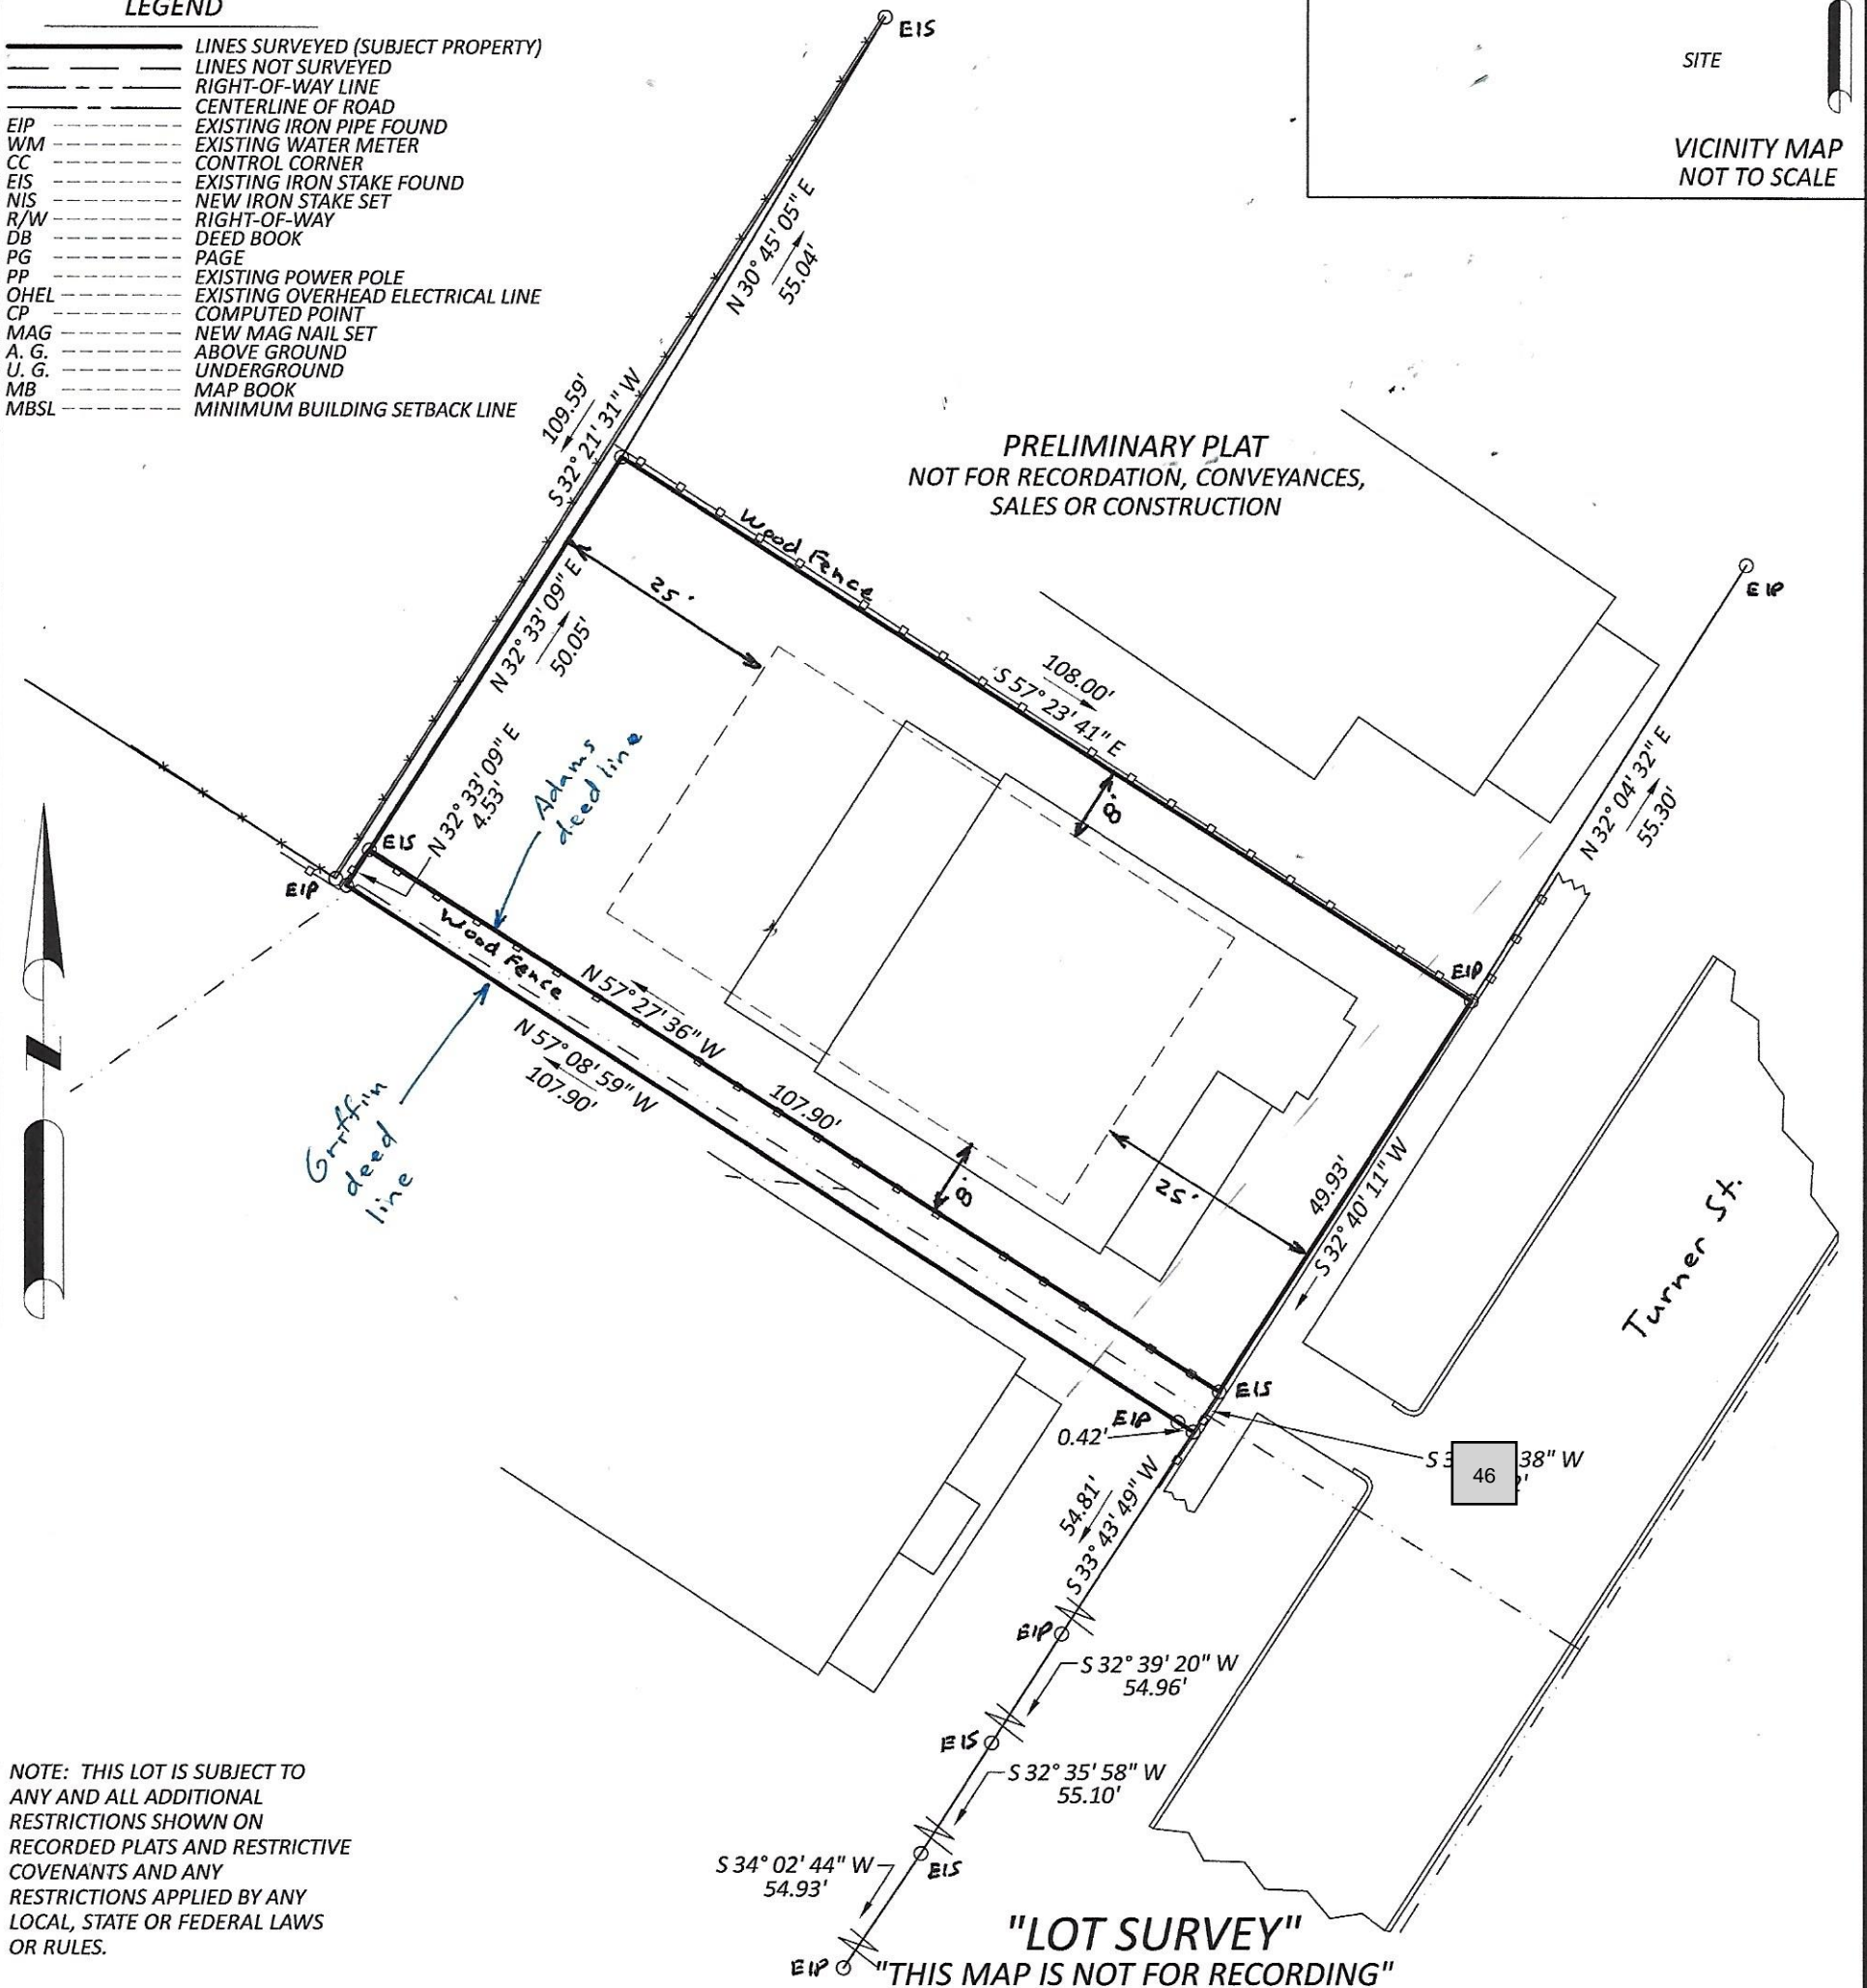 LEGEND
LINES SURVEYED (SUBJECT PROPERTY)
LINES NOT SURVEYED
RIGHT-OF-WAY LINE
CENTERLINE OF ROAD
EIP EXISTING IRON PIPE FOUND
WM EXISTING WATER METER
CC CONTROL CORNER
EIS EXISTING IRON STAKE FOUND
NIS NEW IRON STAKE SET
R/W RIGHT-OF-WAY
DB DEED BOOK
PG PAGE
PP EXISTING POWER POLE
OHEL EXISTING OVERHEAD ELECTRICAL LINE
CP COMPUTED POINT
MAG NEW MAG NAIL SET
A. G. ABOVE GROUND
U. G. UNDERGROUND
MB MAP BOOK
MBSL MINIMUM BUILDING SETBACK LINE
EIS
SITE
VICINITY MAP
NOT TO SCALE
N 30° 45' 05" E
55.04'
109.59'
S 32° 21' 31" W
PRELIMINARY PLAT
NOT FOR RECORDATION, CONVEYANCES,
SALES OR CONSTRUCTION
Wood Fence
25'
N 32° 33' 09" E
50.05'
108.00'
S 57° 23' 41" E
EIP
N 32° 04' 32" E
55.30'
8'
N 32° 33' 09" E
4.53'
Adams
deed line
EIS
EIP
Wood Fence
EIP
N 57° 27' 36" W
107.90'
N 57° 08' 59" W
107.90'
Griffin
deed
line
8'
25'
49.93'
S 32° 40' 11" W
Turner St.
EIS
EIP
0.42'
S 3 38" W
46
54.81'
S 33° 43' 49" W
EIP
S 32° 39' 20" W
54.96'
EIS
S 32° 35' 58" W
55.10'
EIS
S 34° 02' 44" W
54.93'
EIP
NOTE: THIS LOT IS SUBJECT TO
ANY AND ALL ADDITIONAL
RESTRICTIONS SHOWN ON
RECORDED PLATS AND RESTRICTIVE
COVENANTS AND ANY
RESTRICTIONS APPLIED BY ANY
LOCAL, STATE OR FEDERAL LAWS
OR RULES.
"LOT SURVEY"
"THIS MAP IS NOT FOR RECORDING"